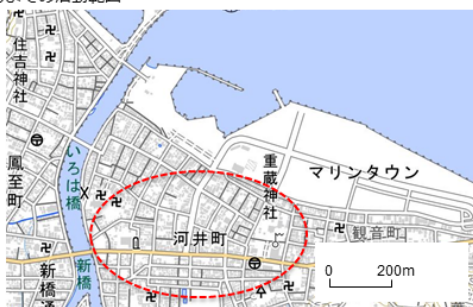 住吉神社
鳳至町
いろは橋
重蔵神社
マリンタウン
河井町
観音町
新橋
新橋通
0 200m